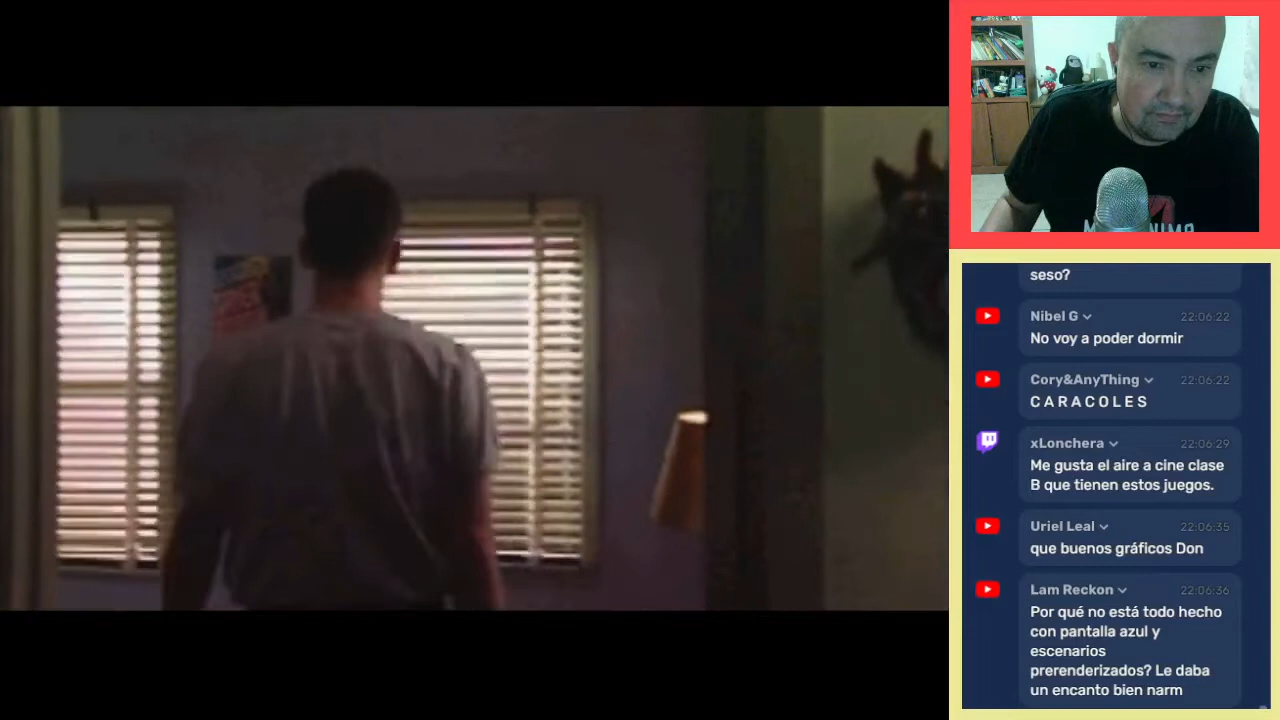 seso?
Nibel G 22:06:22
No voy a poder dormir
Cory&AnyThing 22:06:22
C A R A C O L E S
xLonchera 22:06:29
Me gusta el aire a cine clase
B que tienen estos juegos.
Uriel Leal 22:06:35
que buenos gráficos Don
Lam Reckon 22:06:36
Por qué no está todo hecho
con pantalla azul y
escenarios
prerenderizados? Le daba
un encanto bien narm